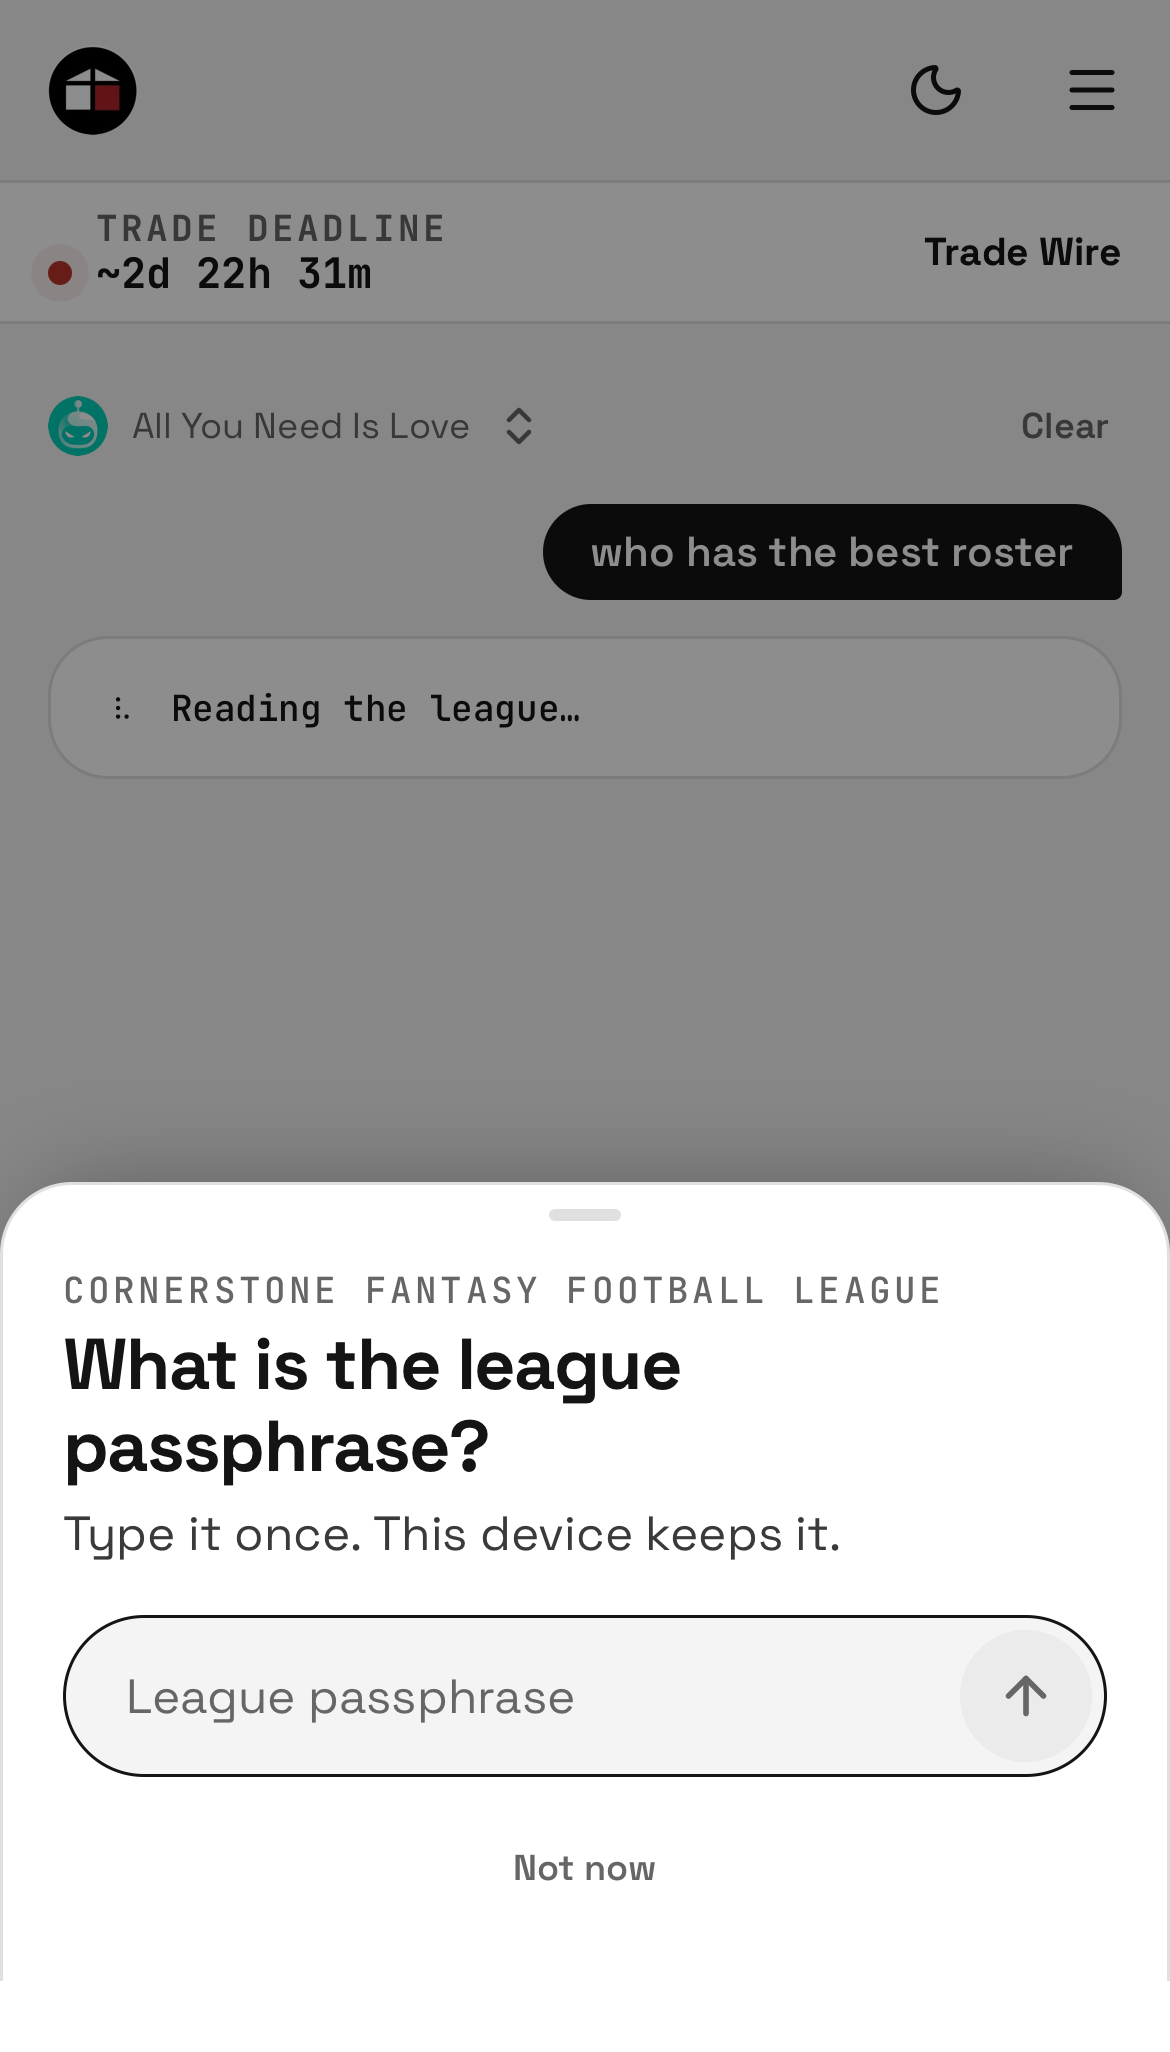 TRADE DEADLINE
~2d 22h 31m
Trade Wire
All You Need Is Love
Clear
who has the best roster
Reading the league…
CORNERSTONE FANTASY FOOTBALL LEAGUE
What is the league
passphrase?
Type it once. This device keeps it.
League passphrase
Not now